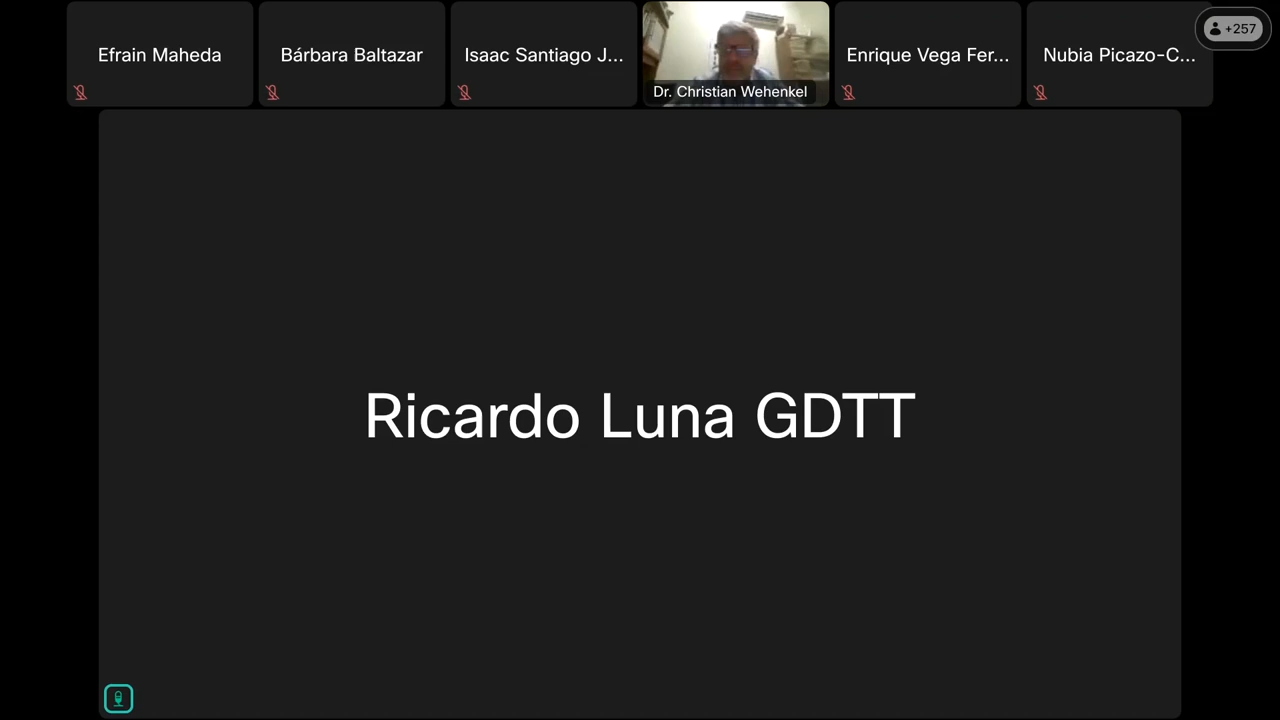 Efrain Maheda
Bárbara Baltazar
Isaac Santiago J...
Dr. Christian Wehenkel
Enrique Vega Fer...
Nubia Picazo-C...
+257
Ricardo Luna GDTT